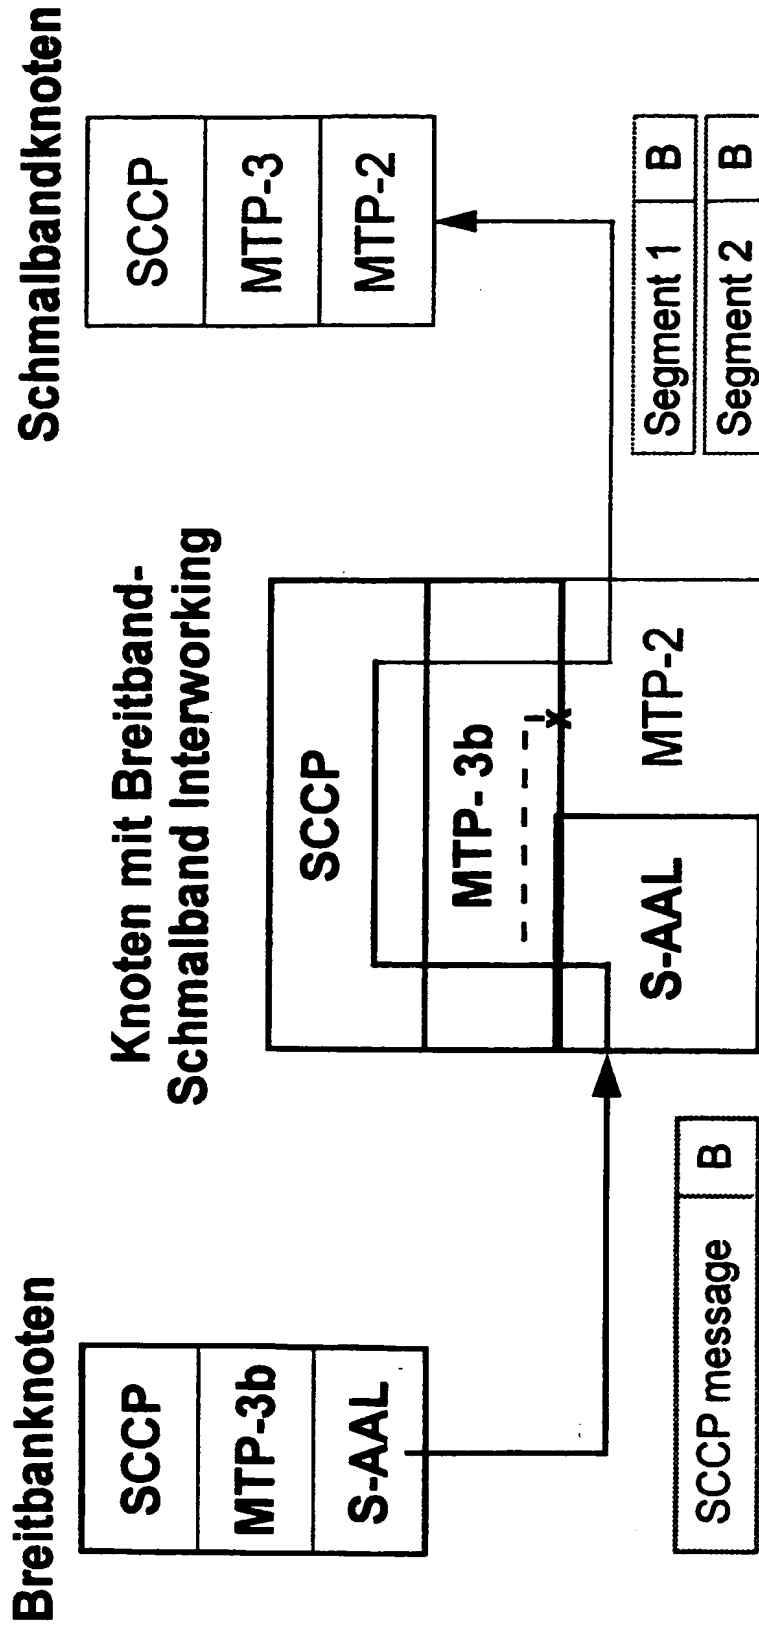 Breitbanknoten
SCCP
MTP-3b
S-AAL
SCCP message
B
Knoten mit Breitband-
Schmalband Interworking
SCCP
MTP- 3b
S-AAL
MTP-2
Schmalbandknoten
SCCP
MTP-3
MTP-2
Segment 1
B
Segment 2
B